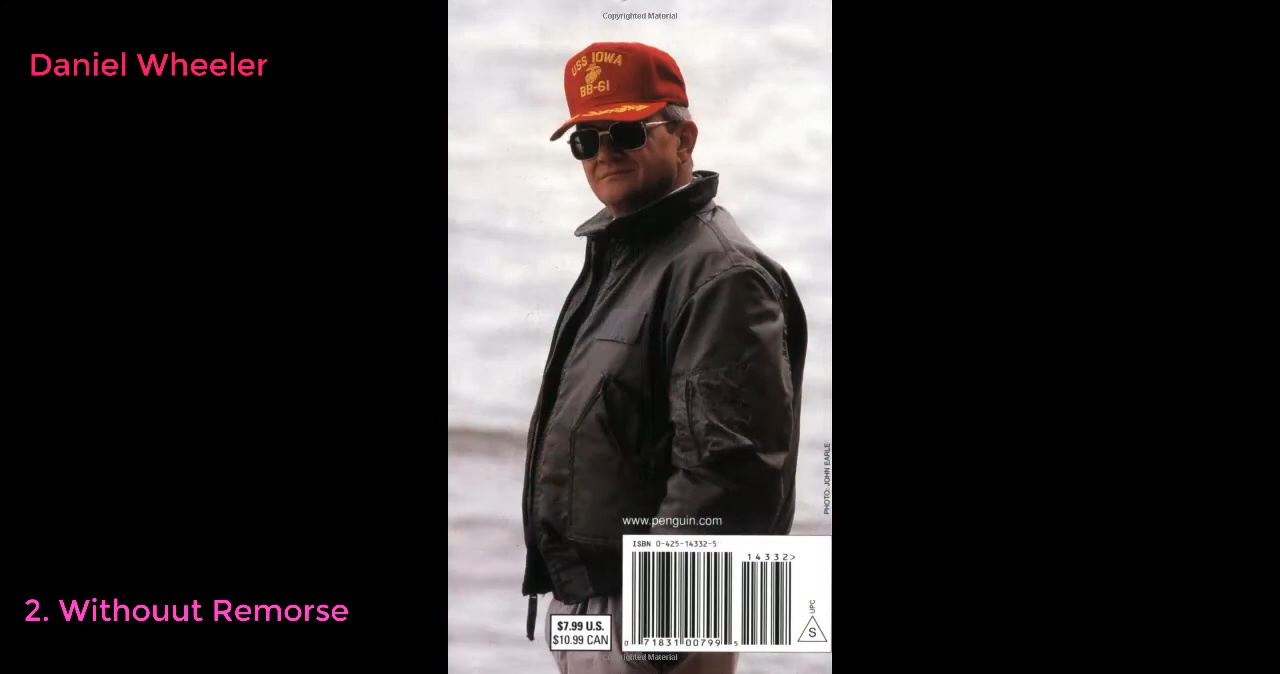 Copyrighted Material
Daniel Wheeler
USS IOWA
BB-61
PHOTO: JOHN EARLE
www.penguin.com
ISBN 0-425-14332-5
14332>
2. Withouut Remorse
$7.99 U.S.
$10.99 CAN
0 71831 00799 5
UPC
S
Copyrighted Material